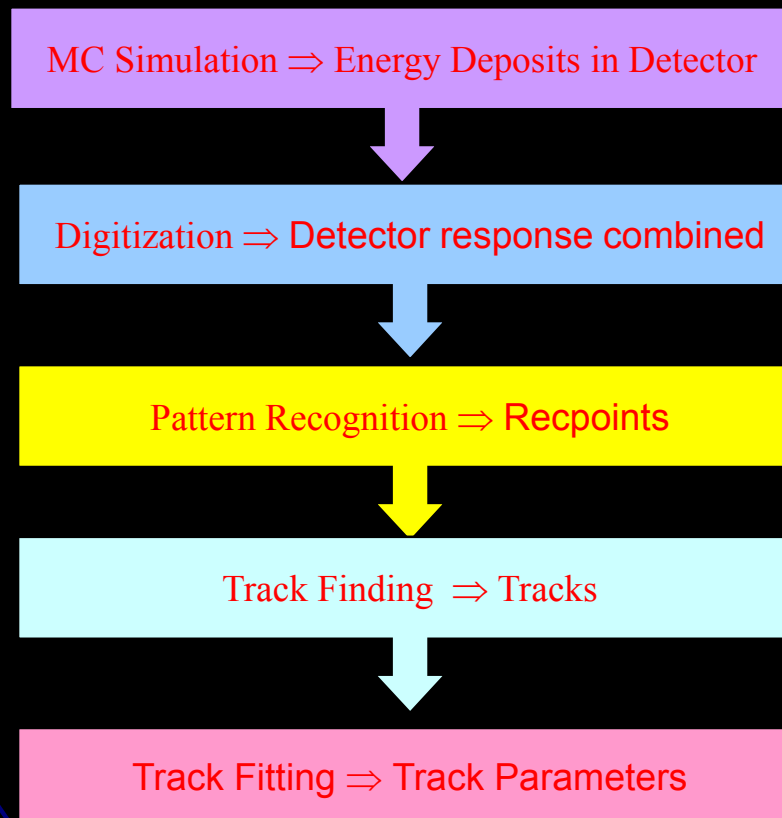 MC Simulation ⇒ Energy Deposits in Detector
Digitization ⇒ Detector response combined
Pattern Recognition ⇒ Recpoints
Track Finding ⇒ Tracks
Track Fitting ⇒ Track Parameters